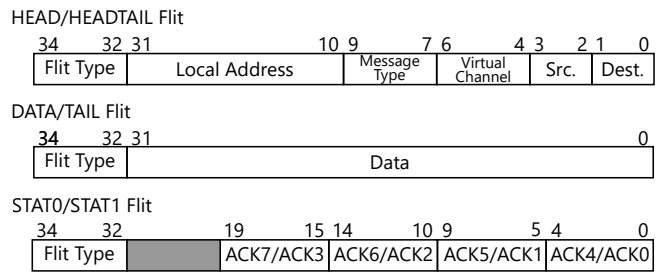 HEAD/HEADTAIL Flit
34 32 31 10 9 7 6 4 3 2 1 0
Flit Type Local Address Message Type Virtual Channel Src. Dest.
DATA/TAIL Flit
34 32 31 0
Flit Type Data
STAT0/STAT1 Flit
34 32 19 15 14 10 9 5 4 0
Flit Type ACK7/ACK3 ACK6/ACK2 ACK5/ACK1 ACK4/ACK0